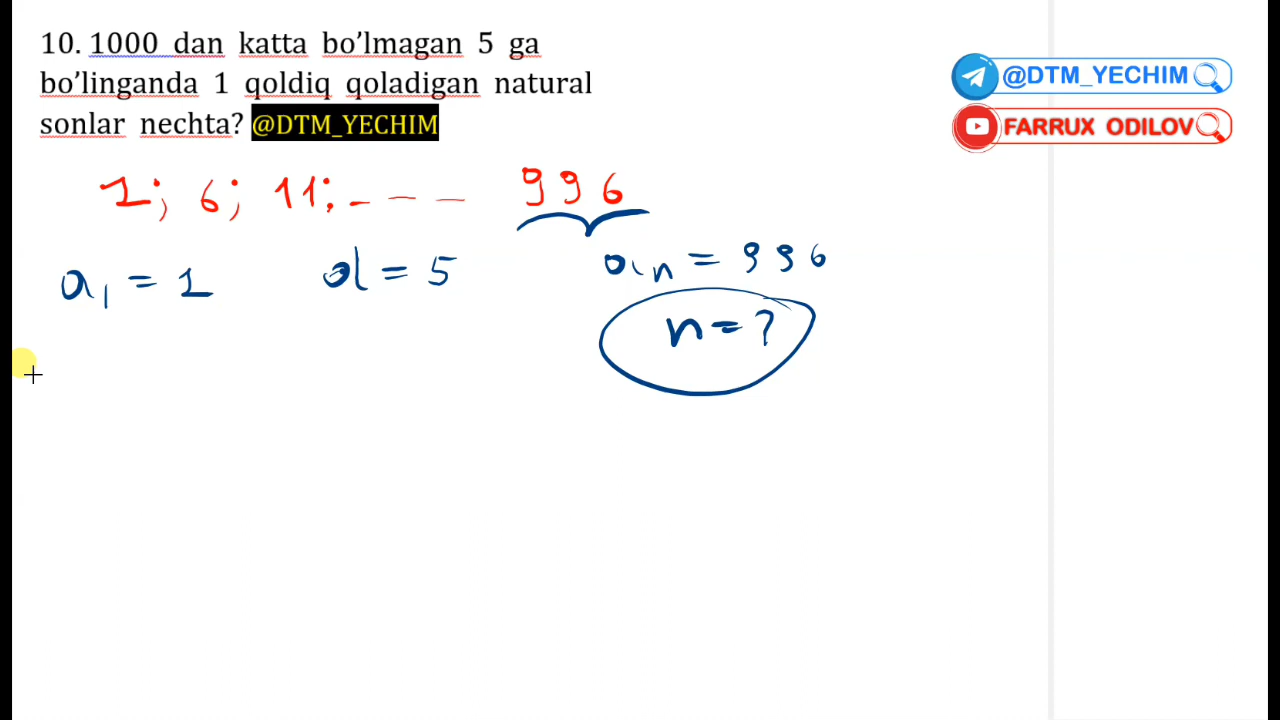 10. 1000 dan katta bo’lmagan 5 ga
bo’linganda 1 qoldiq qoladigan natural
sonlar nechta? @DTM_YECHIM
@DTM_YECHIM
FARRUX ODILOV
1; 6; 11; - - - 996
a₁ = 1 d = 5 aₙ = 996
n = ?